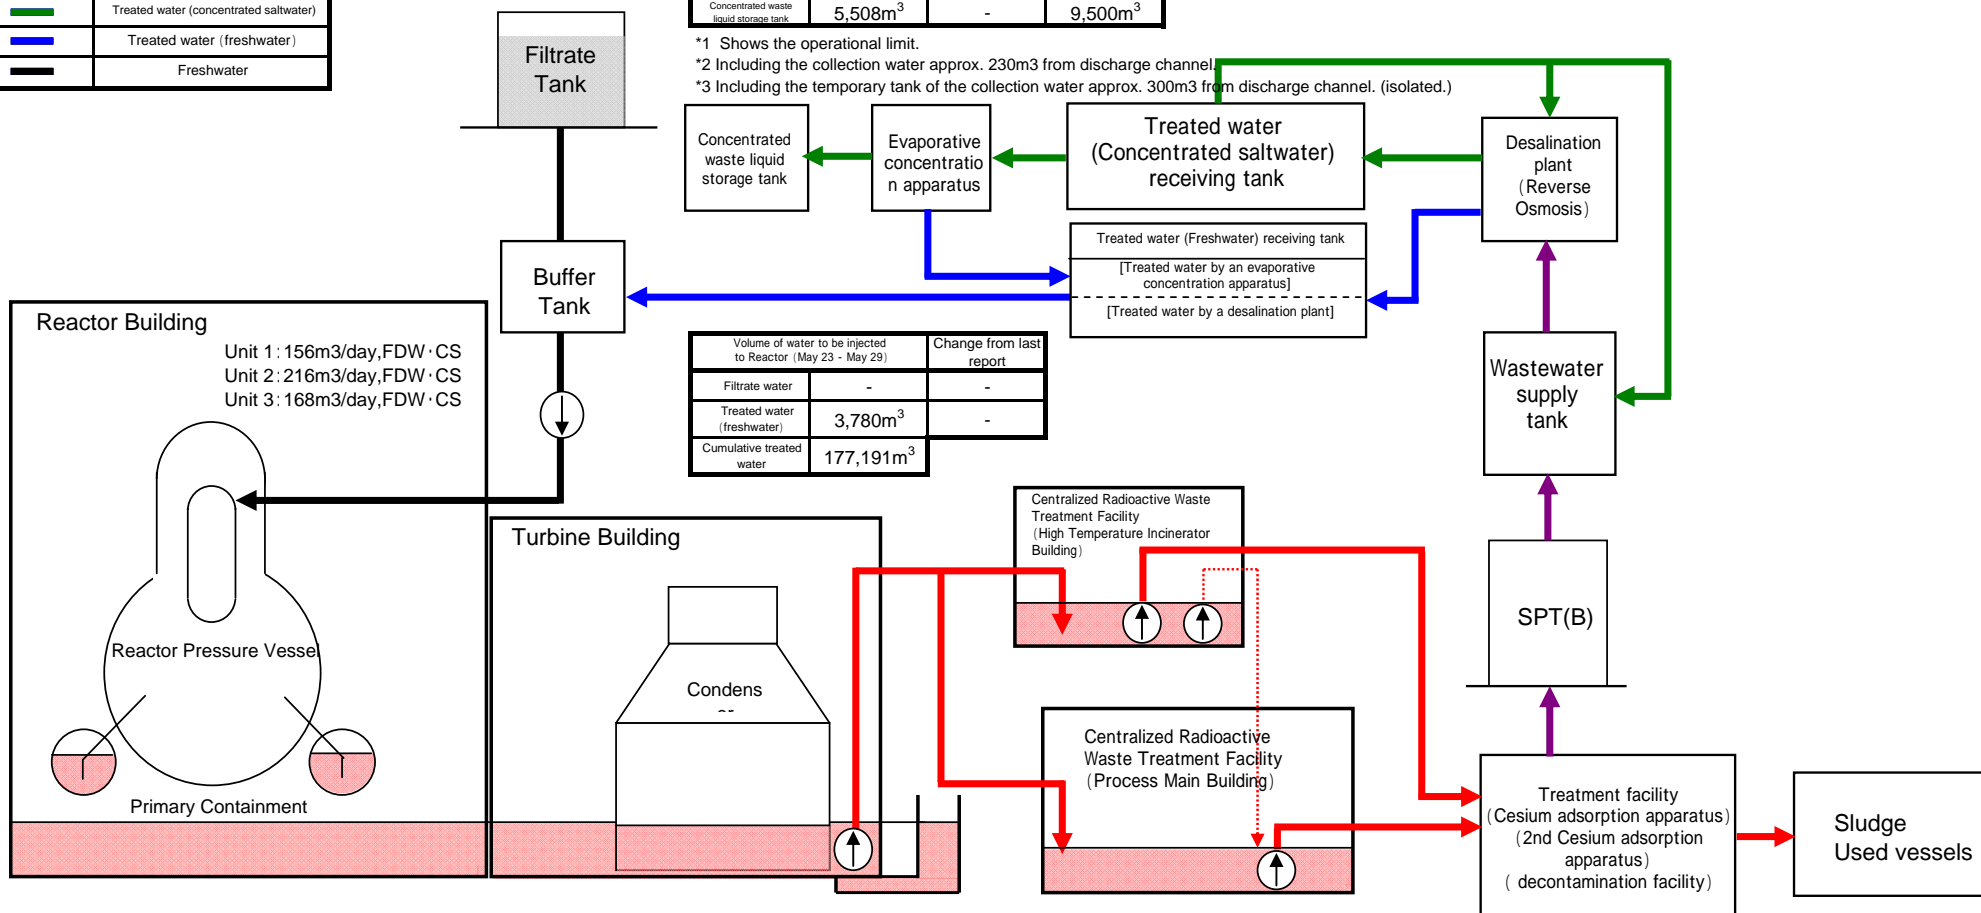 Treated water (concentrated saltwater)
Treated water (freshwater)
Freshwater
Concentrated waste
liquid storage tank
5,508m3
-
9,500m3
*1 Shows the operational limit.
*2 Including the collection water approx. 230m3 from discharge channel.
*3 Including the temporary tank of the collection water approx. 300m3 from discharge channel. (isolated.)
Filtrate
Tank
Concentrated
waste liquid
storage tank
Evaporative
concentratio
n apparatus
Treated water
(Concentrated saltwater)
receiving tank
Desalination
plant
(Reverse
Osmosis)
Treated water (Freshwater) receiving tank
[Treated water by an evaporative
concentration apparatus]
[Treated water by a desalination plant]
Buffer
Tank
Reactor Building
Unit 1:156m3/day,FDW・CS
Unit 2:216m3/day,FDW・CS
Unit 3:168m3/day,FDW・CS
Volume of water to be injected
to Reactor (May 23 - May 29)
Change from last
report
Filtrate water
-
-
Treated water
(freshwater)
3,780m3
-
Cumulative treated
water
177,191m3
Wastewater
supply
tank
Centralized Radioactive Waste
Treatment Facility
(High Temperature Incinerator
Building)
Turbine Building
SPT(B)
Reactor Pressure Vessel
Condens
Centralized Radioactive
Waste Treatment Facility
(Process Main Building)
Primary Containment
Treatment facility
(Cesium adsorption apparatus)
(2nd Cesium adsorption
apparatus)
( decontamination facility)
Sludge
Used vessels